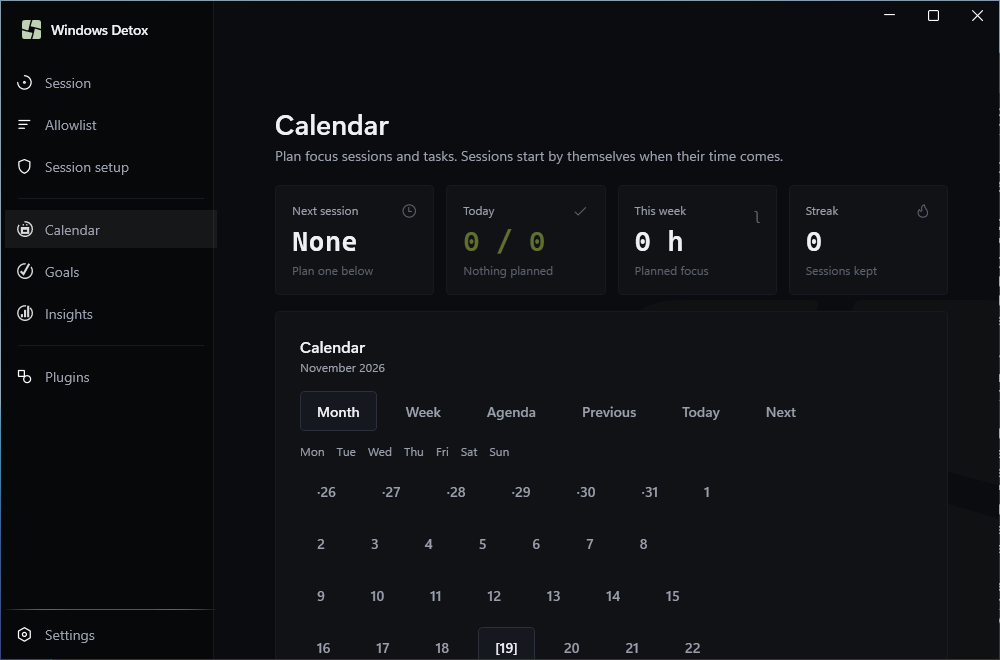 Windows Detox
Session
Allowlist
Session setup
Calendar
Goals
Insights
Plugins
Settings
Calendar
Plan focus sessions and tasks. Sessions start by themselves when their time comes.
Next session
None
Plan one below
Today
0 / 0
Nothing planned
This week
0 h
Planned focus
Streak
0
Sessions kept
Calendar
November 2026
Month Week Agenda Previous Today Next
Mon Tue Wed Thu Fri Sat Sun
·26 ·27 ·28 ·29 ·30 ·31 1
2 3 4 5 6 7 8
9 10 11 12 13 14 15
16 17 18 [19] 20 21 22